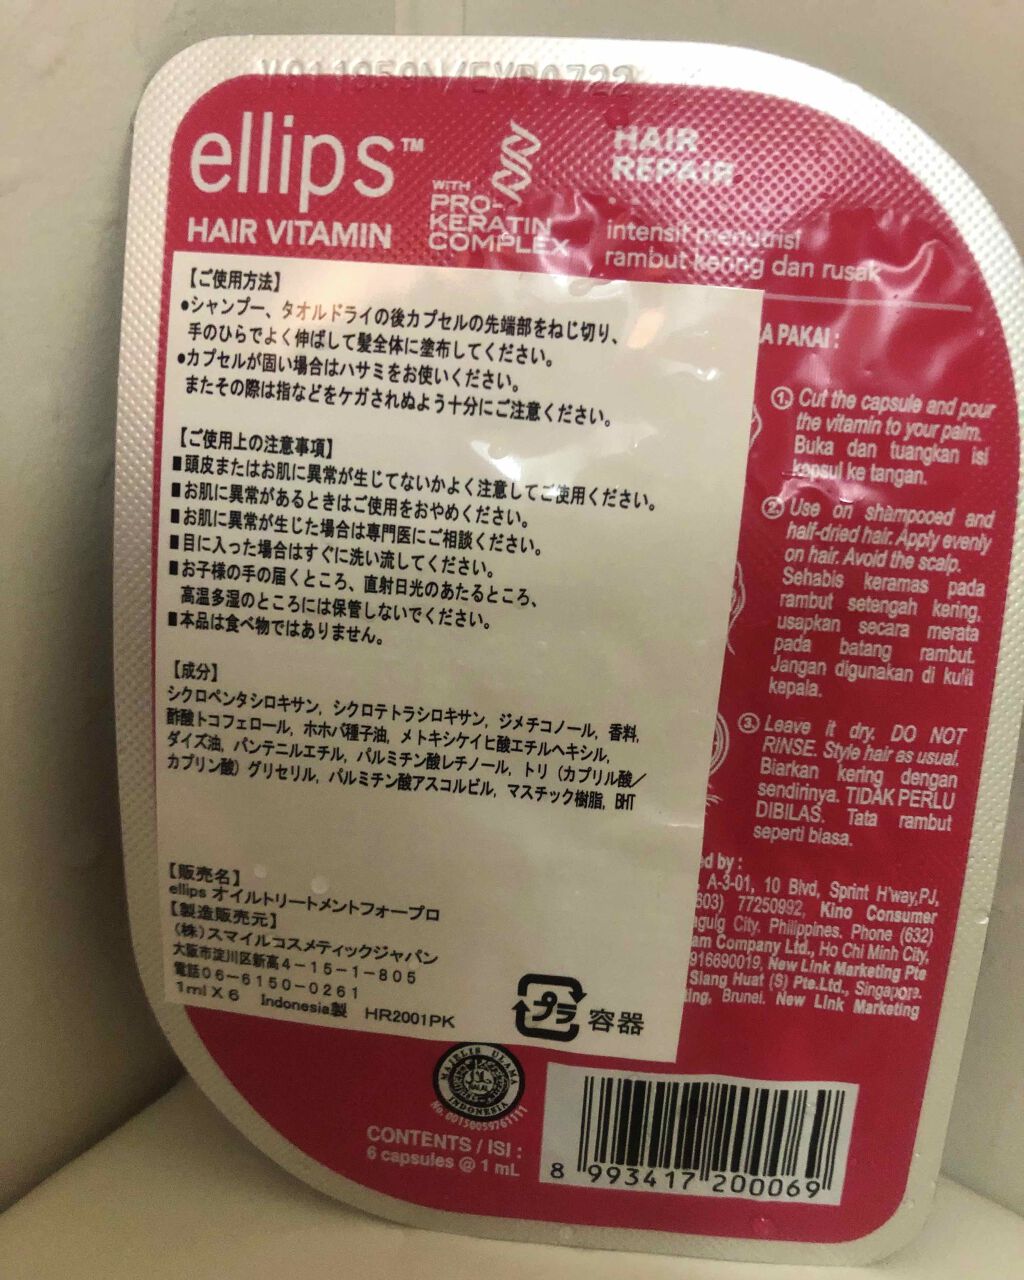 EXP0722
ellips™
HAIR VITAMIN
WITH
PRO-
KERATIN
COMPLEX
HAIR
REPAIR
intensif menutrisi
rambut kering dan rusak
【ご使用方法】
●シャンプー、タオルドライの後カプセルの先端部をねじ切り、
手のひらでよく伸ばして髪全体に塗布してください。
●カプセルが固い場合はハサミをお使いください。
またその際は指などをケガされぬよう十分にご注意ください。
【ご使用上の注意事項】
■頭皮またはお肌に異常が生じてないかよく注意してご使用ください。
■お肌に異常があるときはご使用をおやめください。
■お肌に異常が生じた場合は専門医にご相談ください。
■目に入った場合はすぐに洗い流してください。
■お子様の手の届くところ、直射日光のあたるところ、
高温多湿のところには保管しないでください。
■本品は食べ物ではありません。
【成分】
シクロペンタシロキサン, シクロテトラシロキサン, ジメチコノール, 香料,
酢酸トコフェロール, ホホバ種子油, メトキシケイヒ酸エチルヘキシル,
ダイズ油, パンテニルエチル, パルミチン酸レチノール, トリ（カプリル酸／
カプリン酸）グリセリル, パルミチン酸アスコルビル, マスチック樹脂, BHT
【販売名】
ellips オイルトリートメントフォープロ
【製造販売元】
（株）スマイルコスメティックジャパン
大阪市淀川区新高4－15－1－805
電話06－6150－0261
1ml X 6 Indonesia製 HR2001PK
プラ 容器
A PAKAI :
1. Cut the capsule and pour
the vitamin to your palm.
Buka dan tuangkan isi
kapsul ke tangan.
2. Use on shampooed and
half-dried hair. Apply evenly
on hair. Avoid the scalp.
Sehabis keramas pada
rambut setengah kering,
usapkan secara merata
pada batang rambut.
Jangan digunakan di kulit
kepala.
3. Leave it dry. DO NOT
RINSE. Style hair as usual.
Biarkan kering dengan
sendirinya. TIDAK PERLU
DIBILAS. Tata rambut
seperti biasa.
ed by :
, A-3-01, 10 Blvd, Sprint H'way,PJ,
603) 77250992, Kino Consumer
aguig City, Philippines. Phone (632)
am Company Ltd., Ho Chi Minh City,
916690019, New Link Marketing Pte
Siang Huat (S) Pte.Ltd., Singapore.
ting, Brunei. New Link Marketing
MAJELIS ULAMA
HALAL
INDONESIA
No. 00150059761111
CONTENTS / ISI :
6 capsules @ 1 mL
8 993417 200069